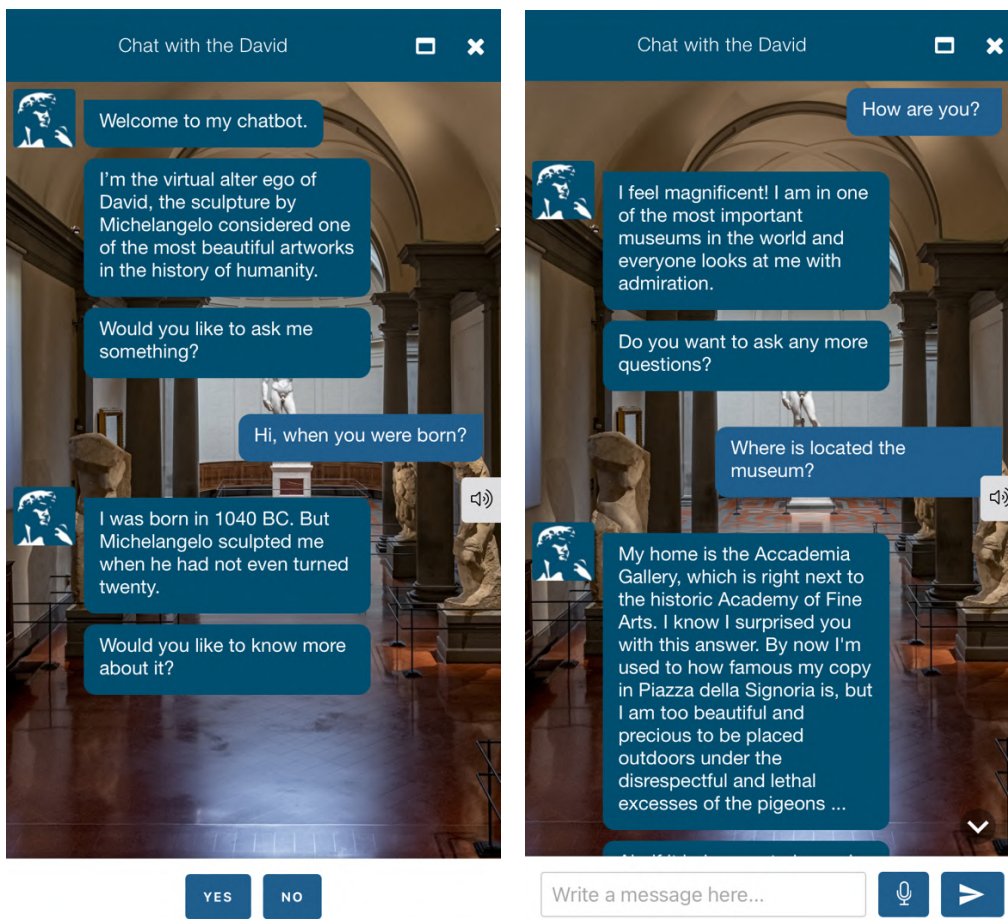 Chat with the David
Welcome to my chatbot.
I'm the virtual alter ego of
David, the sculpture by
Michelangelo considered one
of the most beautiful artworks
in the history of humanity.
Would you like to ask me
something?
Hi, when you were born?
I was born in 1040 BC. But
Michelangelo sculpted me
when he had not even turned
twenty.
Would you like to know more
about it?
YES
NO
Chat with the David
How are you?
I feel magnificent! I am in one
of the most important
museums in the world and
everyone looks at me with
admiration.
Do you want to ask any more
questions?
Where is located the
museum?
My home is the Accademia
Gallery, which is right next to
the historic Academy of Fine
Arts. I know I surprised you
with this answer. By now I'm
used to how famous my copy
in Piazza della Signoria is, but
I am too beautiful and
precious to be placed
outdoors under the
disrespectful and lethal
excesses of the pigeons ...
Write a message here...